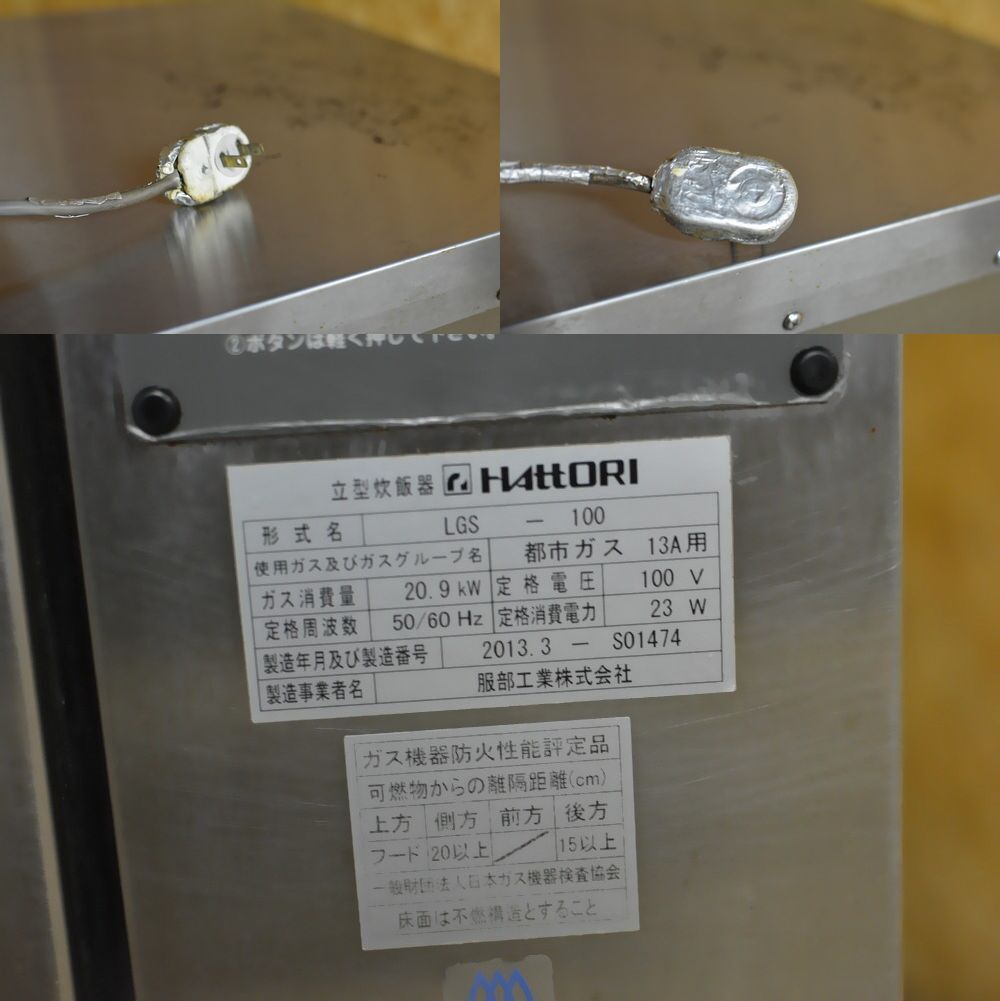 ②ボタンは軽く押して下さい。
立型炊飯器 HAttORI
形式名 LGS － 100
使用ガス及びガスグループ名 都市ガス 13A用
ガス消費量 20.9 kW 定格電圧 100 V
定格周波数 50/60 Hz 定格消費電力 23 W
製造年月及び製造番号 2013.3 － S01474
製造事業者名 服部工業株式会社
ガス機器防火性能評定品
可燃物からの離隔距離(cm)
上方 側方 前方 後方
フード 20以上 15以上
一般財団法人日本ガス機器検査協会
床面は不燃構造とすること